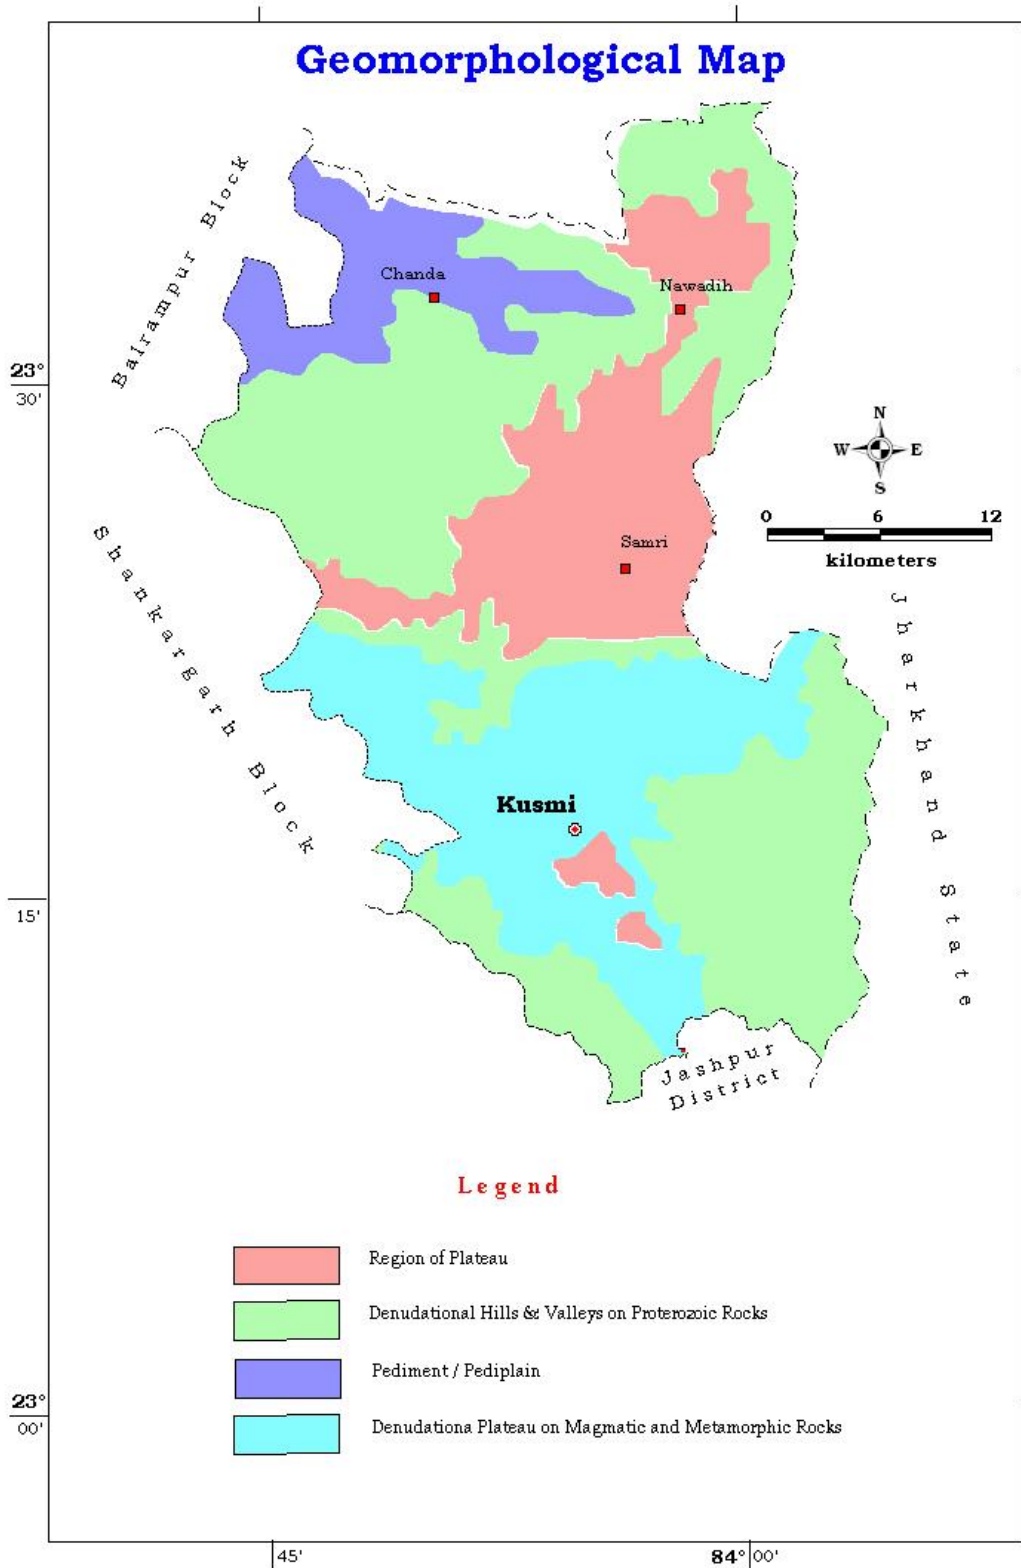 Geomorphological Map
Balrampur Block
Chanda
Nawadih
23°
30'
N
W E
S
0 6 12
kilometers
Samri
Shankargarh Block
Jharkhand State
Kusmi
15'
Jashpur
District
Legend
Region of Plateau
Denudational Hills & Valleys on Proterozoic Rocks
Pediment / Pediplain
Denudationa Plateau on Magmatic and Metamorphic Rocks
23°
00'
45' 84° 00'